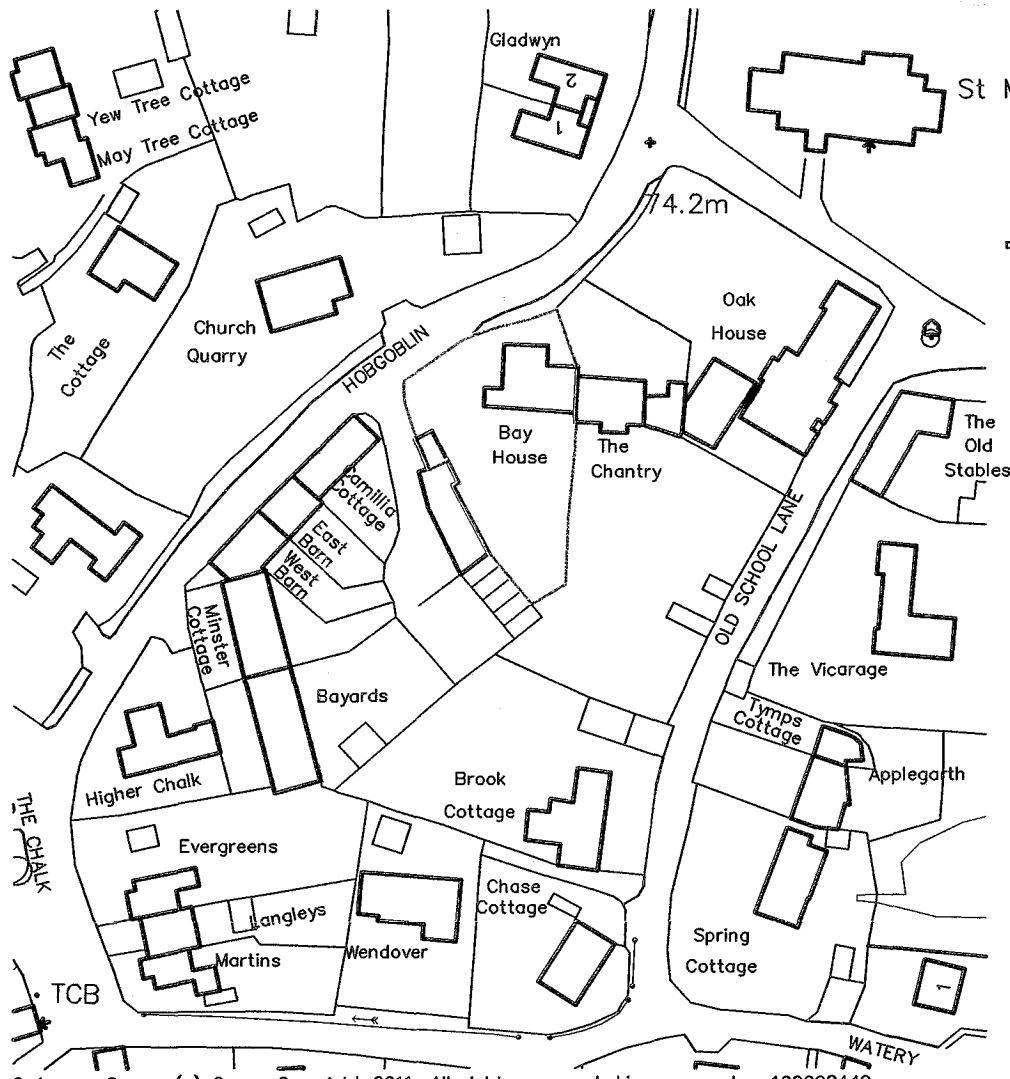 Gladwyn
2
1
Yew Tree Cottage
May Tree Cottage
St M
74.2m
Oak
House
Church
Quarry
HOBGOBLIN
The
Cottage
Bay
House
The
Chantry
The
Old
Stables
Camillia
Cottage
East
Barn
West
Barn
OLD SCHOOL LANE
Minster
Cottage
The Vicarage
Bayards
Tymps
Cottage
Applegarth
Higher Chalk
Brook
Cottage
THE CHALK
Evergreens
Chase
Cottage
Langleys
Wendover
Martins
Spring
Cottage
1
TCB
WATERY